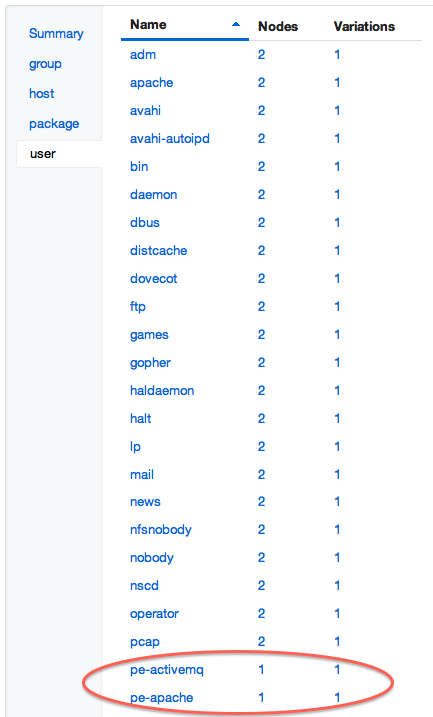 Summary
group
host
package
user
Name Nodes Variations
adm 2 1
apache 2 1
avahi 2 1
avahi-autoipd 2 1
bin 2 1
daemon 2 1
dbus 2 1
distcache 2 1
dovecot 2 1
ftp 2 1
games 2 1
gopher 2 1
haldaemon 2 1
halt 2 1
lp 2 1
mail 2 1
news 2 1
nfsnobody 2 1
nobody 2 1
nscd 2 1
operator 2 1
pcap 2 1
pe-activemq 1 1
pe-apache 1 1